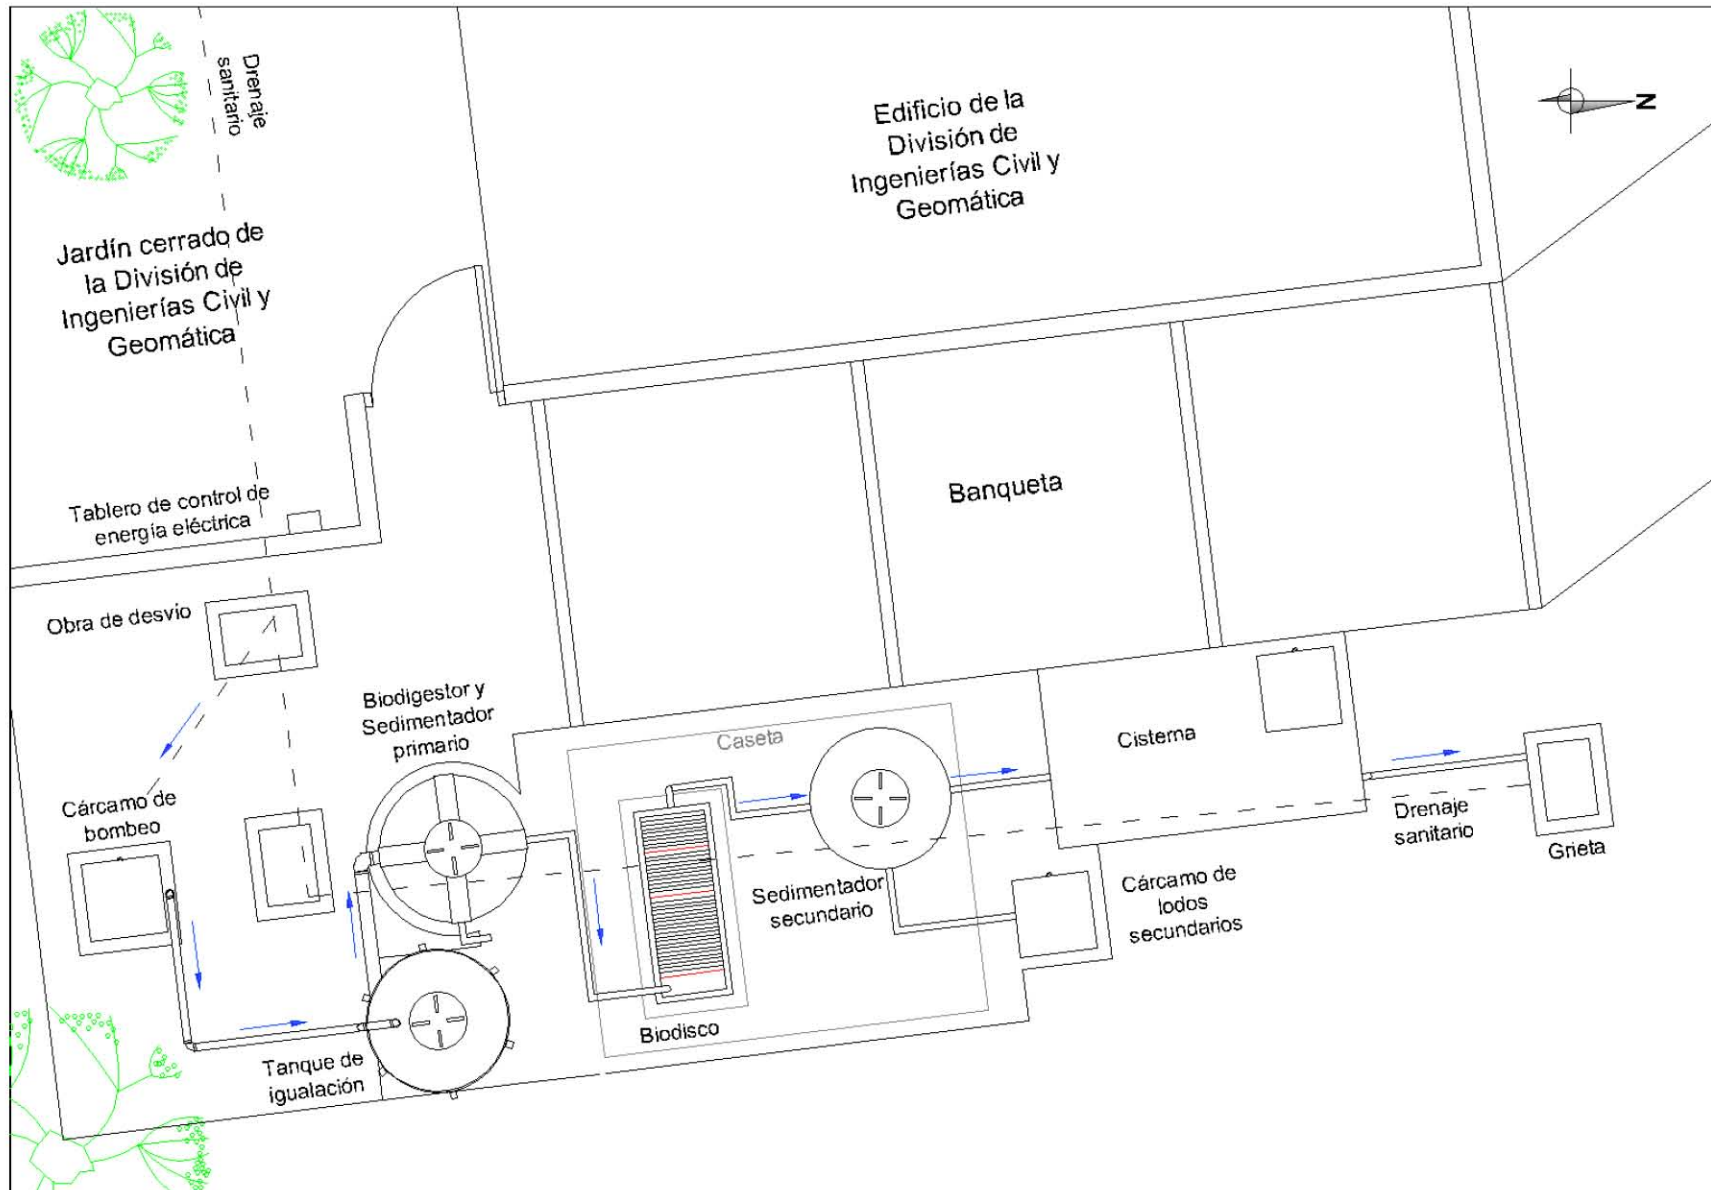 Drenaje
sanitario
Edificio de la
División de
Ingenierías Civil y
Geomática
N
Jardín cerrado de
la División de
Ingenierías Civil y
Geomática
Tablero de control de
energía eléctrica
Banqueta
Obra de desvío
Biodigestor y
Sedimentador
primario
Caseta
Cisterna
Cárcamo de
bombeo
Drenaje
sanitario
Grieta
Sedimentador
secundario
Cárcamo de
lodos
secundarios
Biodisco
Tanque de
igualación